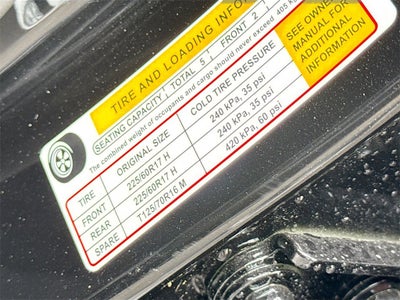 TIRE AND LOADING INFO
SEATING CAPACITY TOTAL 5 FRONT 2
The combined weight of occupants and cargo should never exceed 405 k
TIRE ORIGINAL SIZE COLD TIRE PRESSURE
FRONT 225/60R17 H 240 kPa, 35 psi
REAR 225/60R17 H 240 kPa, 35 psi
SPARE T125/70R16 M 420 kPa, 60 psi
SEE OWNER
MANUAL FOR
ADDITIONAL
INFORMATION